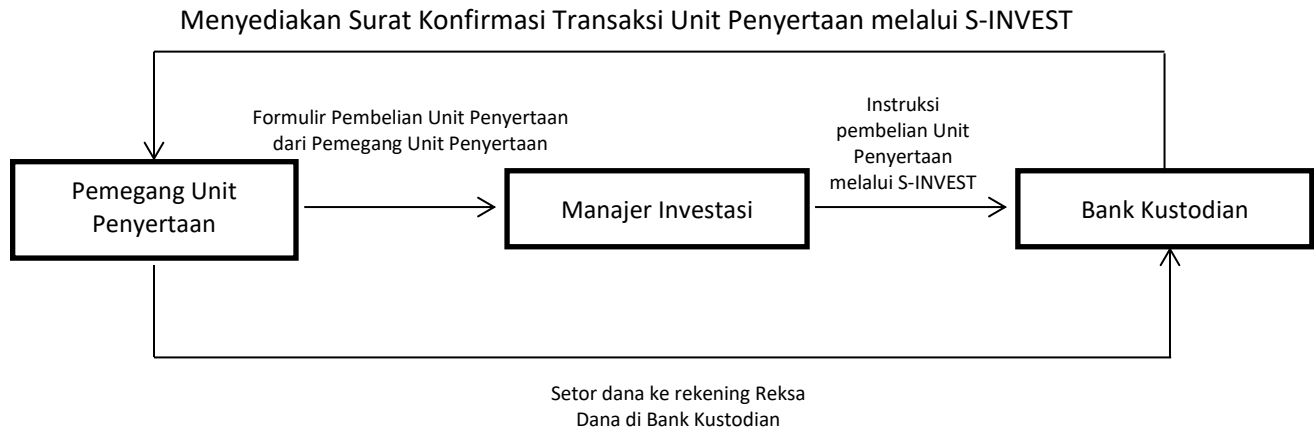 Menyediakan Surat Konfirmasi Transaksi Unit Penyertaan melalui S-INVEST
Formulir Pembelian Unit Penyertaan
dari Pemegang Unit Penyertaan
Instruksi
pembelian Unit
Penyertaan
melalui S-INVEST
Pemegang Unit
Penyertaan
Manajer Investasi
Bank Kustodian
Setor dana ke rekening Reksa
Dana di Bank Kustodian